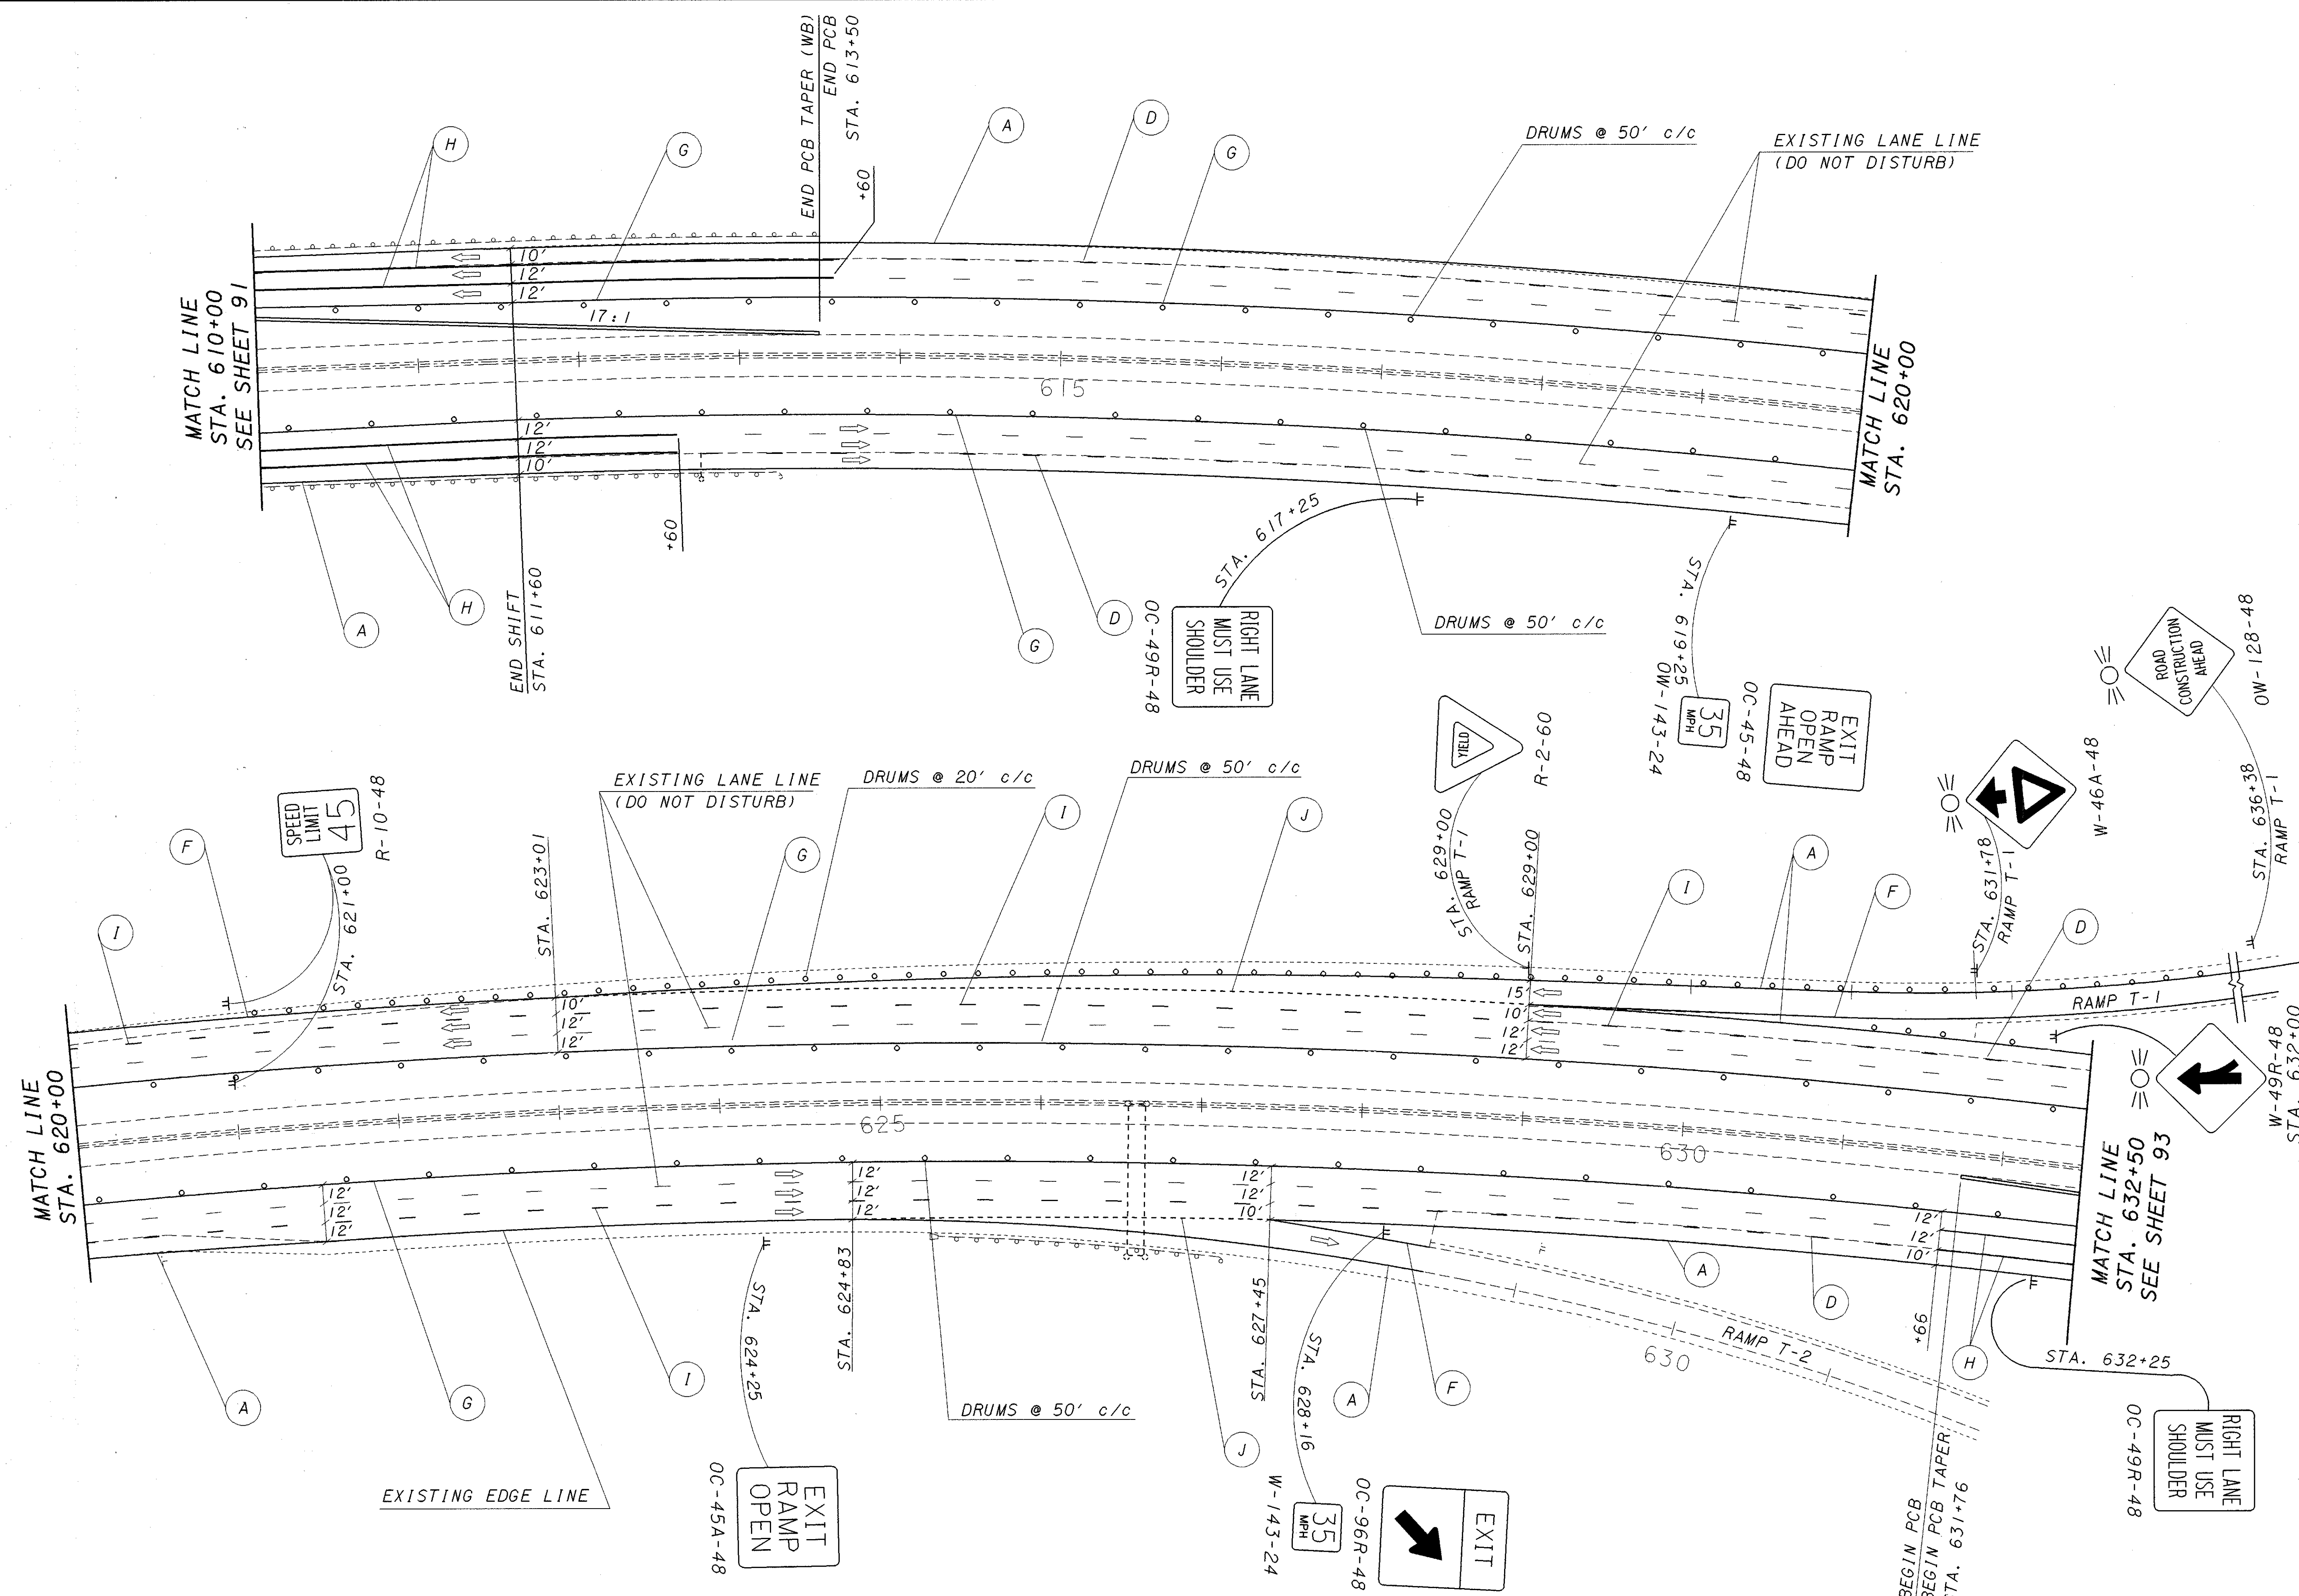 END PCB TAPER (WB)
END PCB
STA. 613+50
+60
H
G
A
D
G
DRUMS @ 50' c/c
EXISTING LANE LINE
(DO NOT DISTURB)
MATCH LINE
STA. 610+00
SEE SHEET 91
10'
12'
12'
17:1
615
12'
12'
10'
MATCH LINE
STA. 620+00
+60
END SHIFT
STA. 611+60
A
H
G
D
STA. 617+25
RIGHT LANE
MUST USE
SHOULDER
OC-49R-48
DRUMS @ 50' c/c
STA. 619+25
35
MPH
OW-143-24
EXIT
RAMP
OPEN
AHEAD
OC-45-48
ROAD
CONSTRUCTION
AHEAD
OW-128-48
STA. 636+38
RAMP T-1
YIELD
R-2-60
STA. 629+00
RAMP T-1
W-46A-48
STA. 631+78
RAMP T-1
SPEED
LIMIT
45
R-10-48
STA. 621+00
F
I
STA. 623+01
EXISTING LANE LINE
(DO NOT DISTURB)
DRUMS @ 20' c/c
G
DRUMS @ 50' c/c
I
J
STA. 629+00
I
A
F
D
RAMP T-1
MATCH LINE
STA. 620+00
10'
12'
12'
15'
10'
12'
12'
625
630
12'
12'
12'
12'
12'
12'
12'
12'
10'
12'
12'
10'
W-49R-48
STA. 632+00
MATCH LINE
STA. 632+50
SEE SHEET 93
A
G
EXISTING EDGE LINE
I
STA. 624+25
EXIT
RAMP
OPEN
OC-45A-48
STA. 624+83
DRUMS @ 50' c/c
J
STA. 627+45
STA. 628+16
35
MPH
W-143-24
EXIT
OC-96R-48
A
F
A
D
RAMP T-2
630
+66
H
STA. 632+25
RIGHT LANE
MUST USE
SHOULDER
OC-49R-48
BEGIN PCB
BEGIN PCB TAPER
STA. 631+76